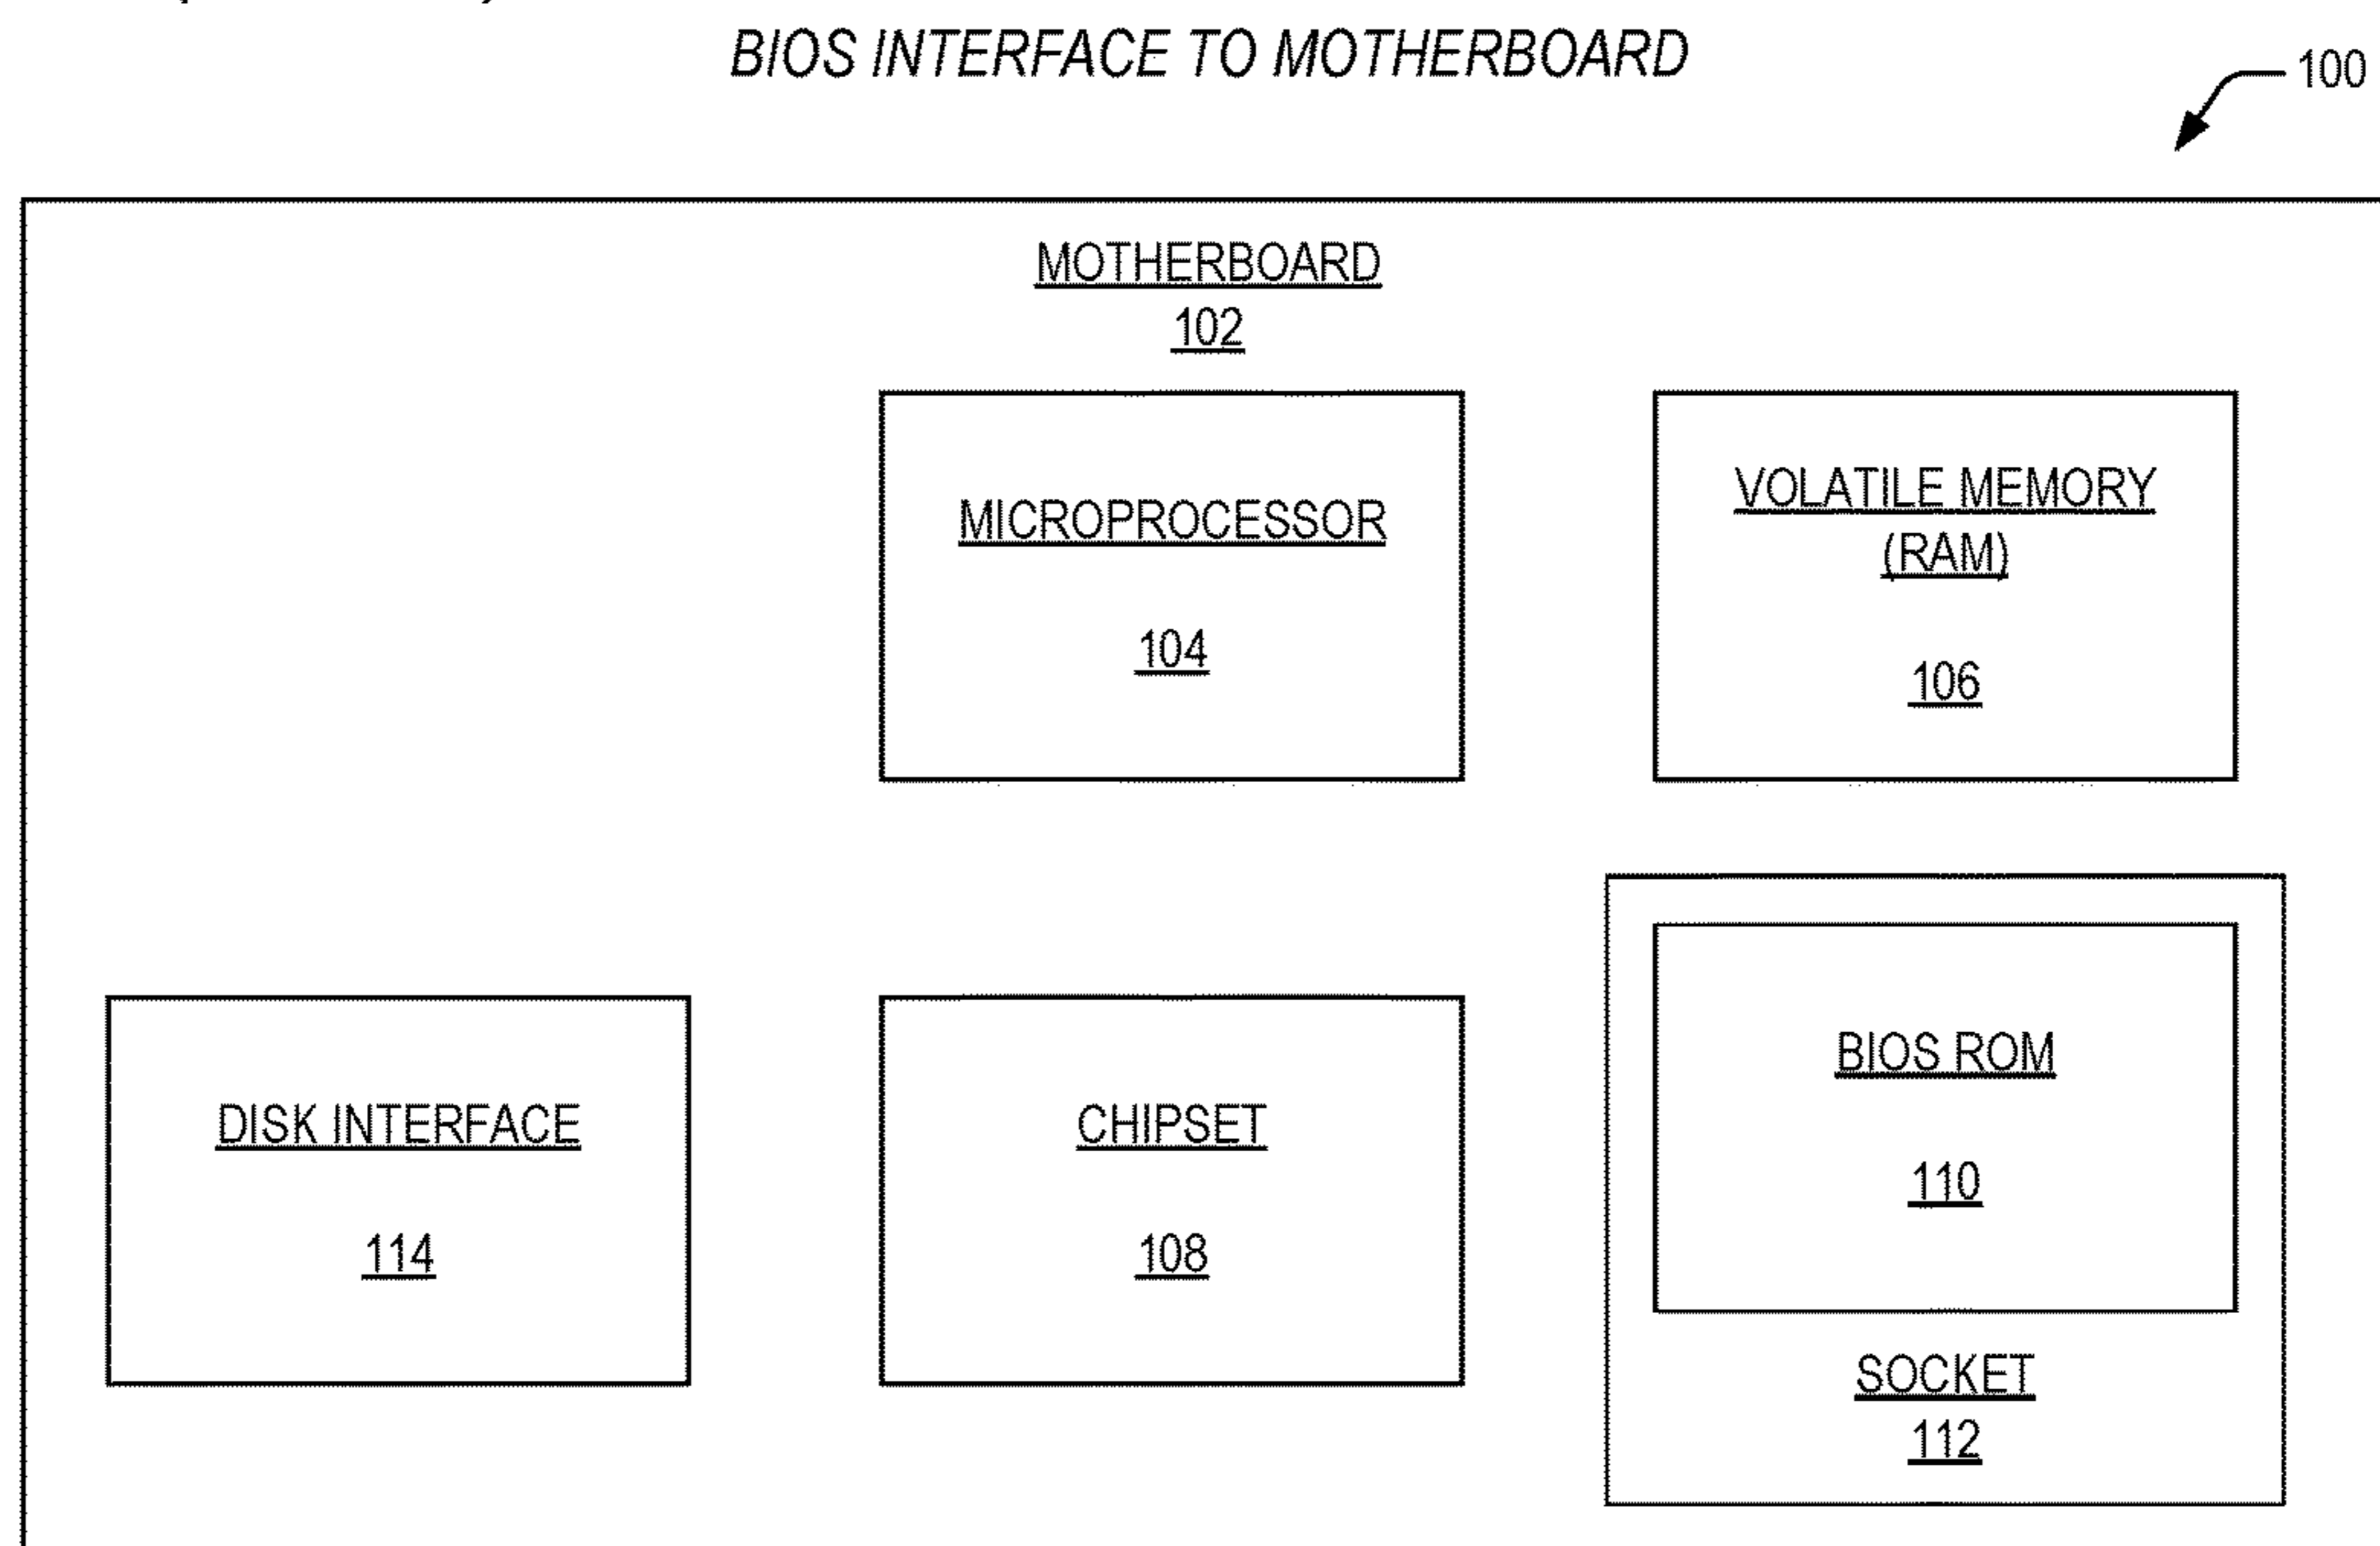 BIOS INTERFACE TO MOTHERBOARD
100
MOTHERBOARD
102
MICROPROCESSOR
104
VOLATILE MEMORY
(RAM)
106
DISK INTERFACE
114
CHIPSET
108
BIOS ROM
110
SOCKET
112